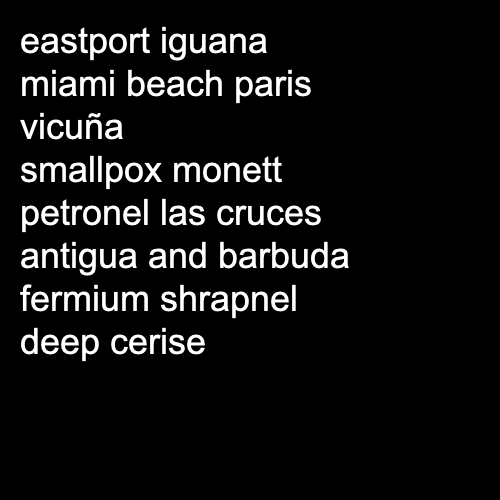 eastport iguana
miami beach paris
vicuña
smallpox monett
petronel las cruces
antigua and barbuda
fermium shrapnel
deep cerise